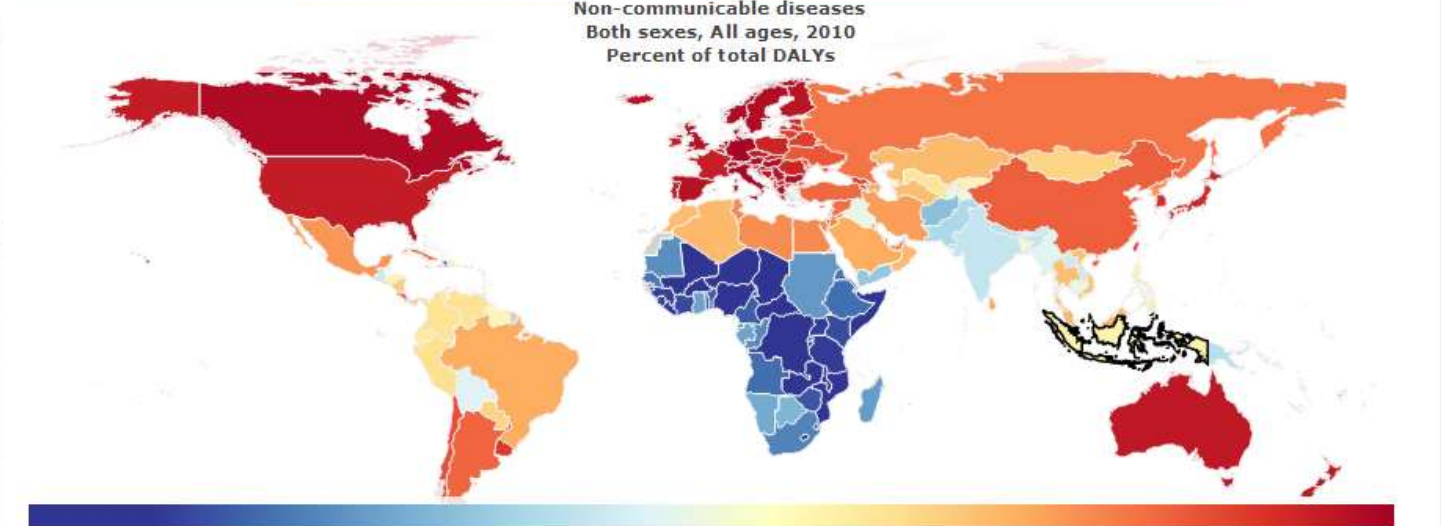 Non-communicable diseases
Both sexes, All ages, 2010
Percent of total DALYs